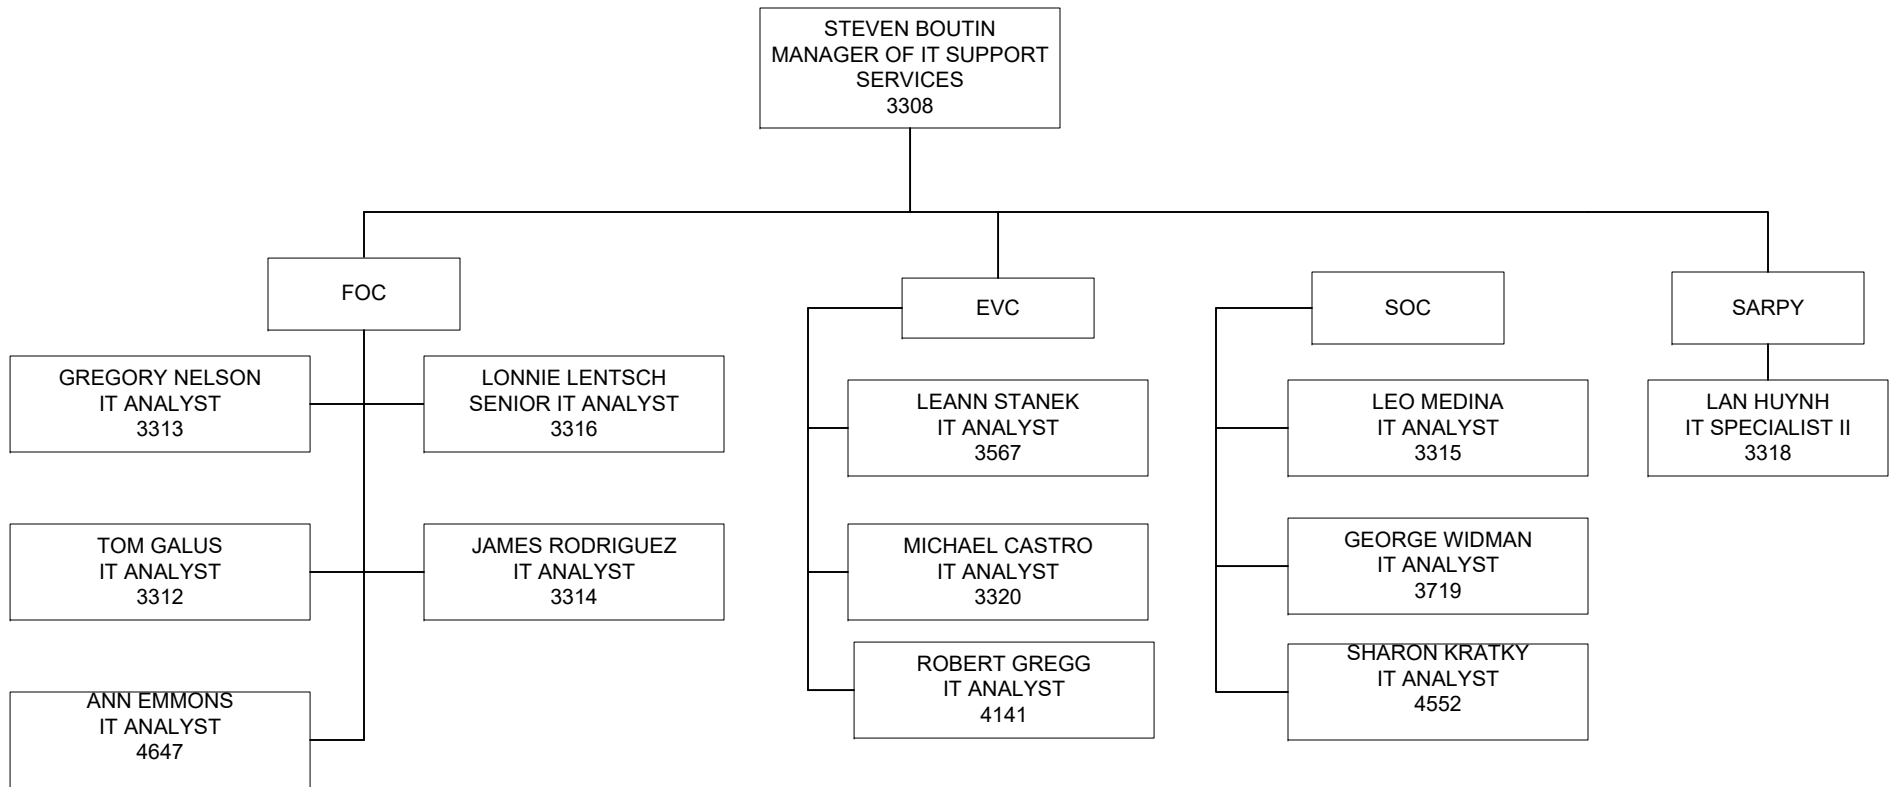 STEVEN BOUTIN
MANAGER OF IT SUPPORT
SERVICES
3308
FOC
GREGORY NELSON
IT ANALYST
3313
LONNIE LENTSCH
SENIOR IT ANALYST
3316
TOM GALUS
IT ANALYST
3312
JAMES RODRIGUEZ
IT ANALYST
3314
ANN EMMONS
IT ANALYST
4647
EVC
LEANN STANEK
IT ANALYST
3567
MICHAEL CASTRO
IT ANALYST
3320
ROBERT GREGG
IT ANALYST
4141
SOC
LEO MEDINA
IT ANALYST
3315
GEORGE WIDMAN
IT ANALYST
3719
SHARON KRATKY
IT ANALYST
4552
SARPY
LAN HUYNH
IT SPECIALIST II
3318